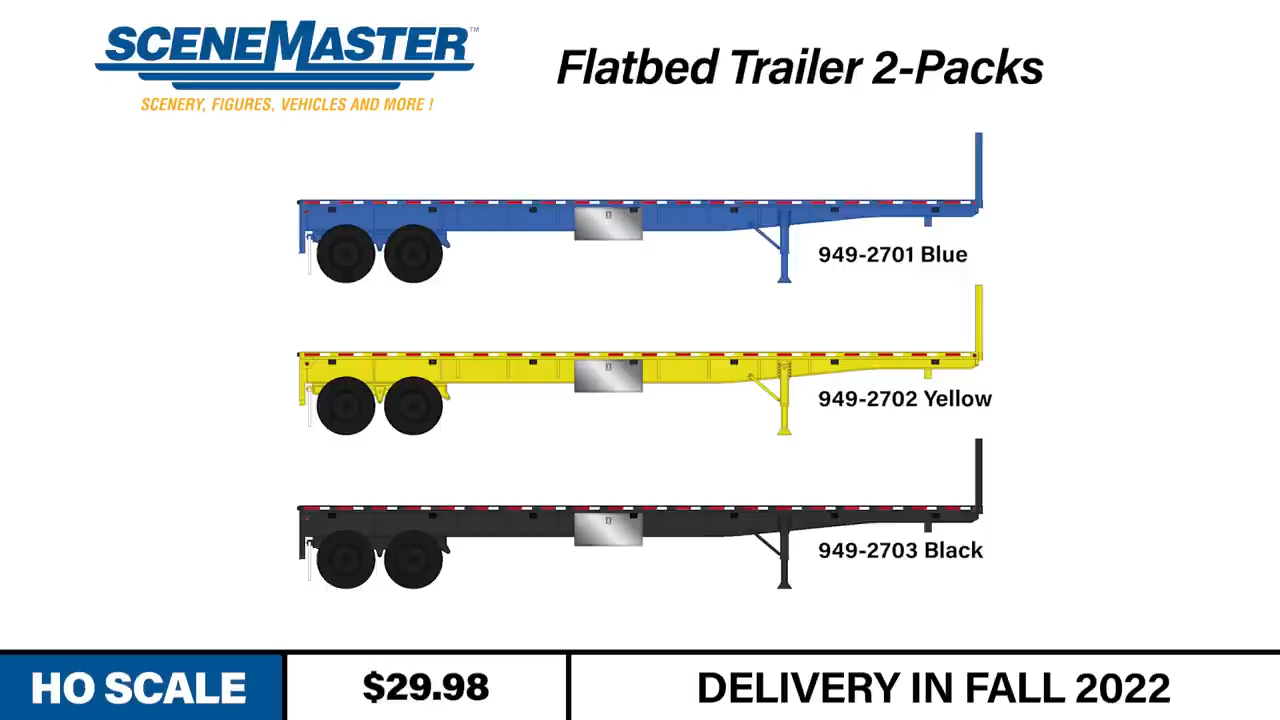 SCENEMASTER™
SCENERY, FIGURES, VEHICLES AND MORE !
Flatbed Trailer 2-Packs
949-2701 Blue
949-2702 Yellow
949-2703 Black
HO SCALE
$29.98
DELIVERY IN FALL 2022